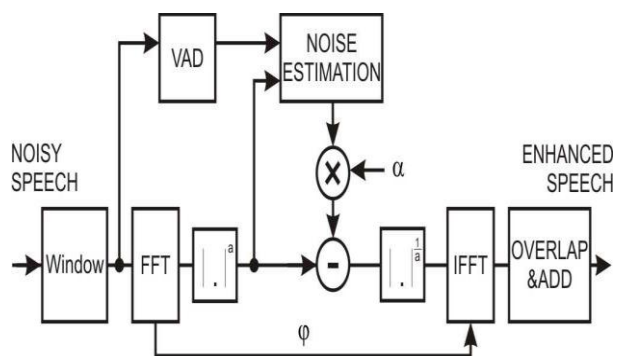 VAD
NOISE
ESTIMATION
NOISY
SPEECH
α
ENHANCED
SPEECH
Window
FFT
|.|a
-
|.|1/a
IFFT
OVERLAP
&ADD
φ